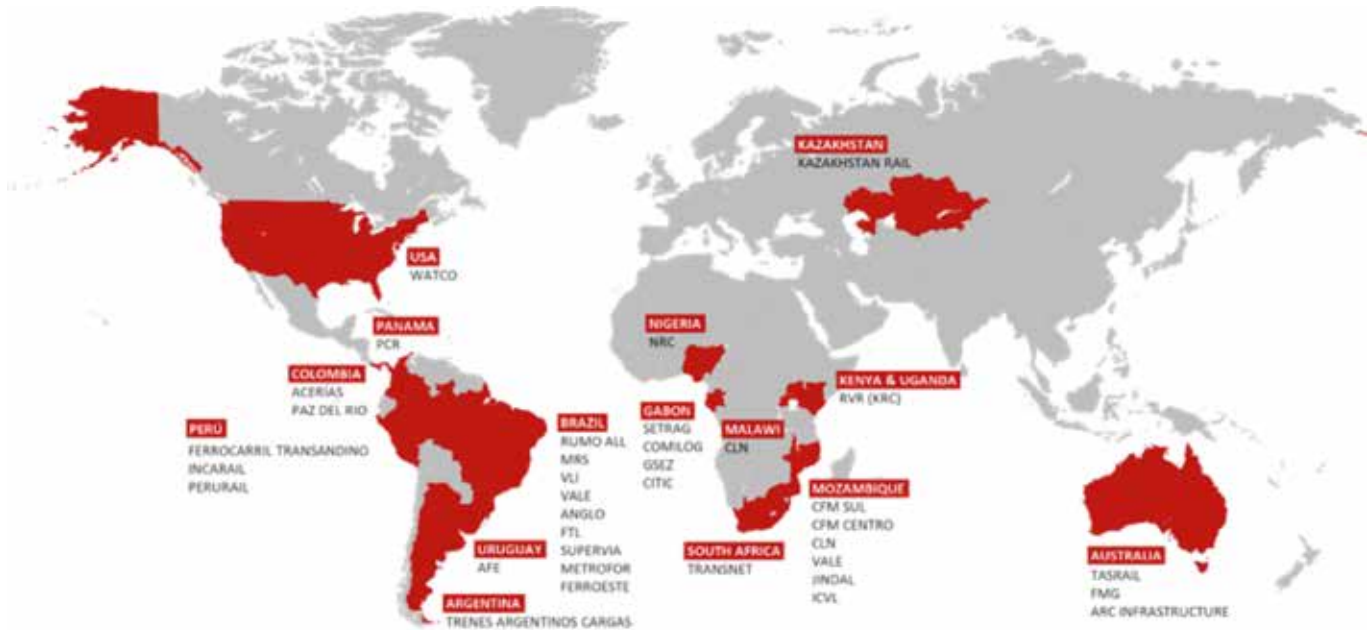 KAZAKHSTAN
KAZAKHSTAN RAIL
USA
WATCO
PANAMA
PCR
COLOMBIA
ACERÍAS
PAZ DEL RIO
PERÚ
FERROCARRIL TRANSANDINO
INCARAIL
PERURAIL
BRAZIL
RUMO ALL
MRS
VLI
VALE
ANGLO
FTL
SUPERVIA
METROFOR
FERROESTE
URUGUAY
AFE
ARGENTINA
TRENES ARGENTINOS CARGAS
NIGERIA
NRC
GABON
SETRAG
COMILOG
GSEZ
CITIC
KENYA & UGANDA
RVR (KRC)
MALAWI
CLN
MOZAMBIQUE
CFM SUL
CFM CENTRO
CLN
VALE
JINDAL
ICVL
SOUTH AFRICA
TRANSNET
AUSTRALIA
TASRAIL
FMG
ARC INFRASTRUCTURE